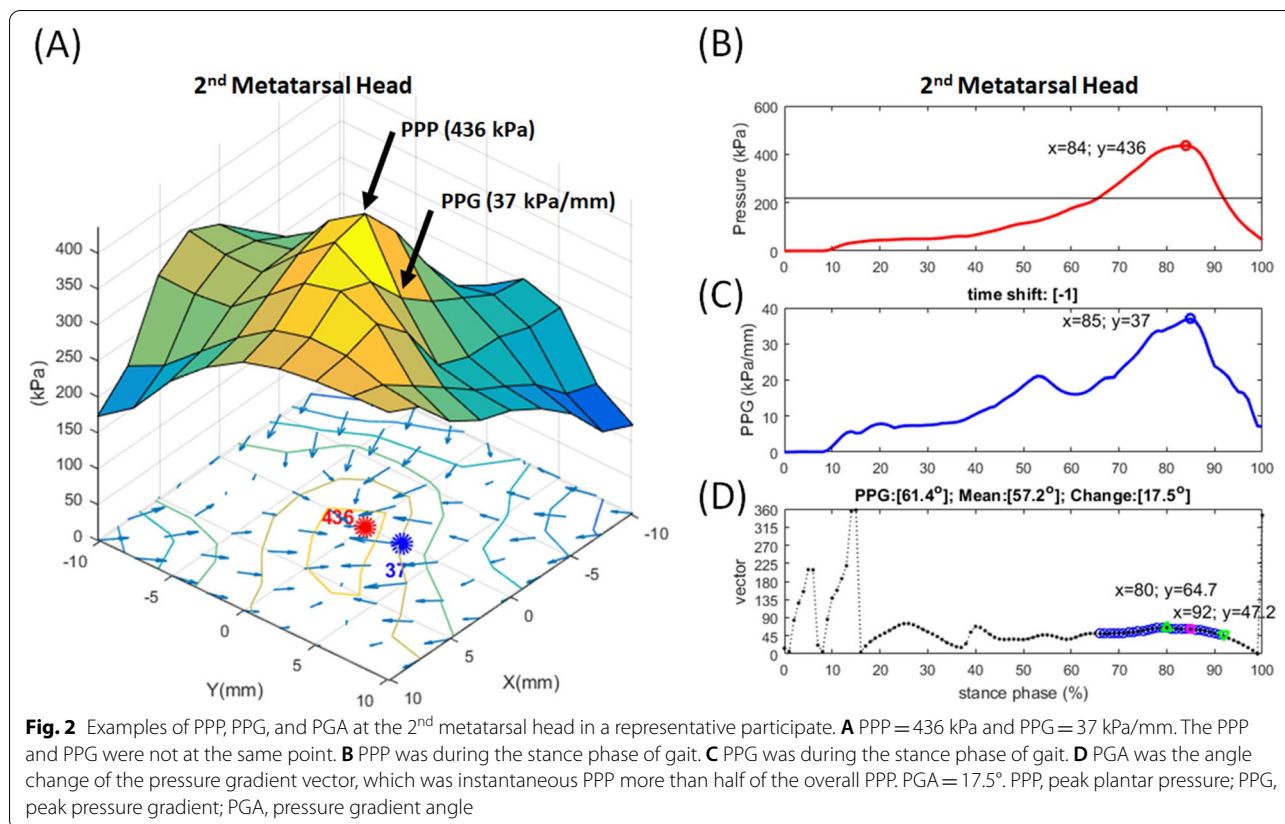 (A)
2nd Metatarsal Head
PPP (436 kPa)
PPG (37 kPa/mm)
400
350
300
250
200
150
100
50
0
(kPa)
-10
-5
0
5
10
Y(mm)
10
5
0
-5
-10
X(mm)
436
37
(B)
2nd Metatarsal Head
600
400
200
0
Pressure (kPa)
x=84; y=436
0 10 20 30 40 50 60 70 80 90 100
(C)
time shift: [-1]
40
30
20
10
0
PPG (kPa/mm)
x=85; y=37
0 10 20 30 40 50 60 70 80 90 100
(D)
PPG:[61.4o]; Mean:[57.2o]; Change:[17.5o]
360
315
270
225
180
135
90
45
0
vector
x=80; y=64.7
x=92; y=47.2
0 10 20 30 40 50 60 70 80 90 100
stance phase (%)
Fig. 2 Examples of PPP, PPG, and PGA at the 2nd metatarsal head in a representative participate. A PPP = 436 kPa and PPG = 37 kPa/mm. The PPP
and PPG were not at the same point. B PPP was during the stance phase of gait. C PPG was during the stance phase of gait. D PGA was the angle
change of the pressure gradient vector, which was instantaneous PPP more than half of the overall PPP. PGA = 17.5°. PPP, peak plantar pressure; PPG,
peak pressure gradient; PGA, pressure gradient angle